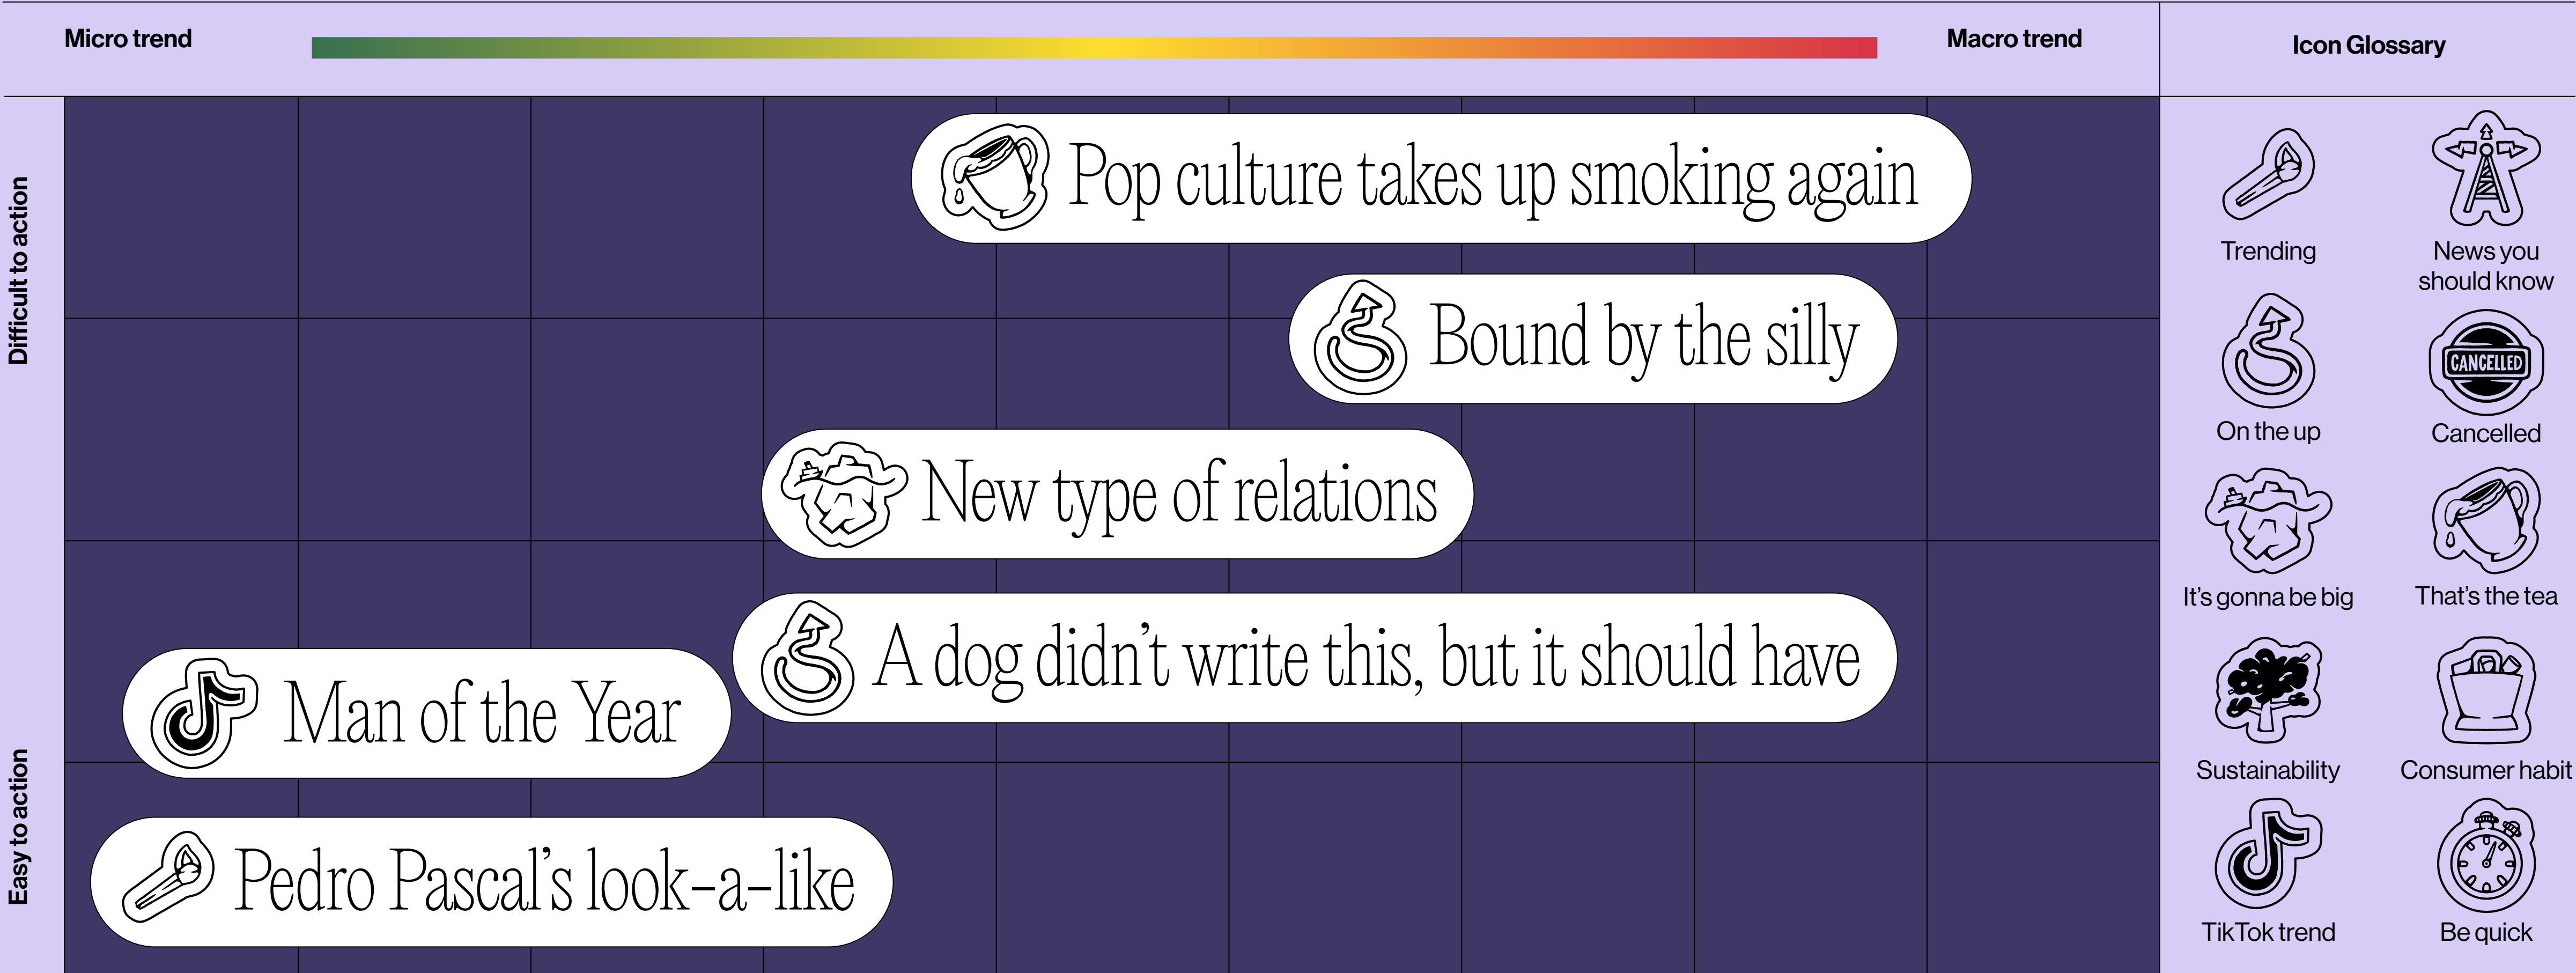 Micro trend
Macro trend
Icon Glossary
Difficult to action
Easy to action
Pop culture takes up smoking again
Bound by the silly
New type of relations
A dog didn't write this, but it should have
Man of the Year
Pedro Pascal's look-a-like
Trending
News you
should know
On the up
CANCELLED
Cancelled
It's gonna be big
That's the tea
Sustainability
Consumer habit
TikTok trend
Be quick